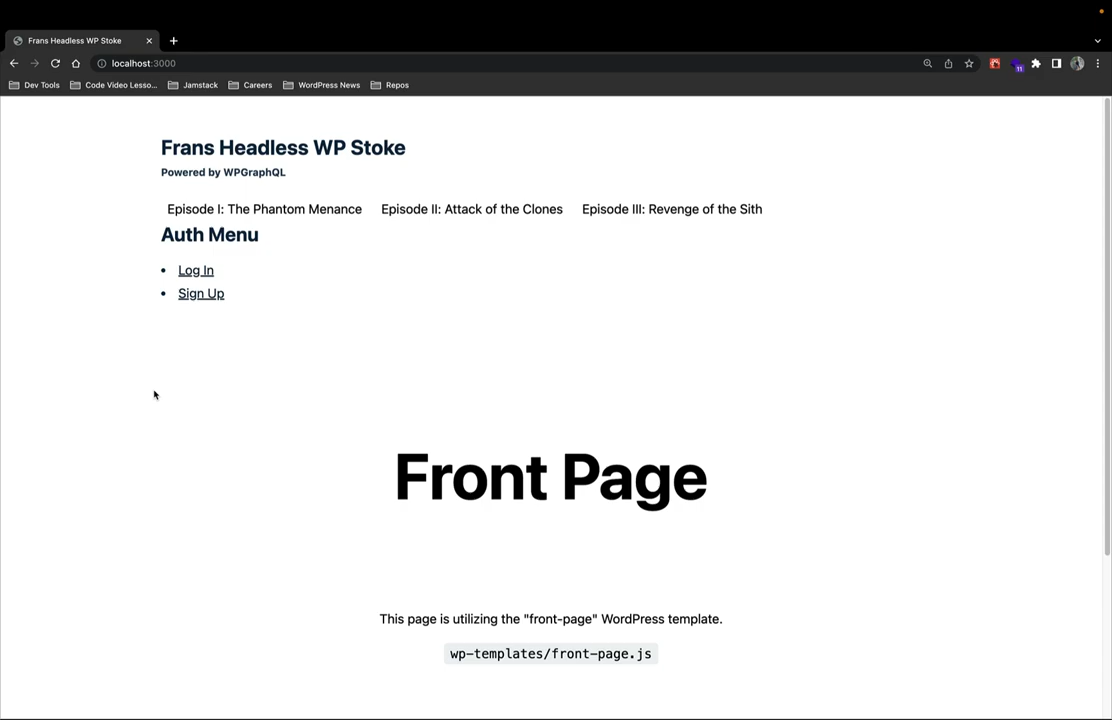 Frans Headless WP Stoke
localhost:3000
Dev Tools Code Video Lesso... Jamstack Careers WordPress News Repos
11
Frans Headless WP Stoke
Powered by WPGraphQL
Episode I: The Phantom Menance Episode II: Attack of the Clones Episode III: Revenge of the Sith
Auth Menu
• Log In
• Sign Up
Front Page
This page is utilizing the "front-page" WordPress template.
wp-templates/front-page.js